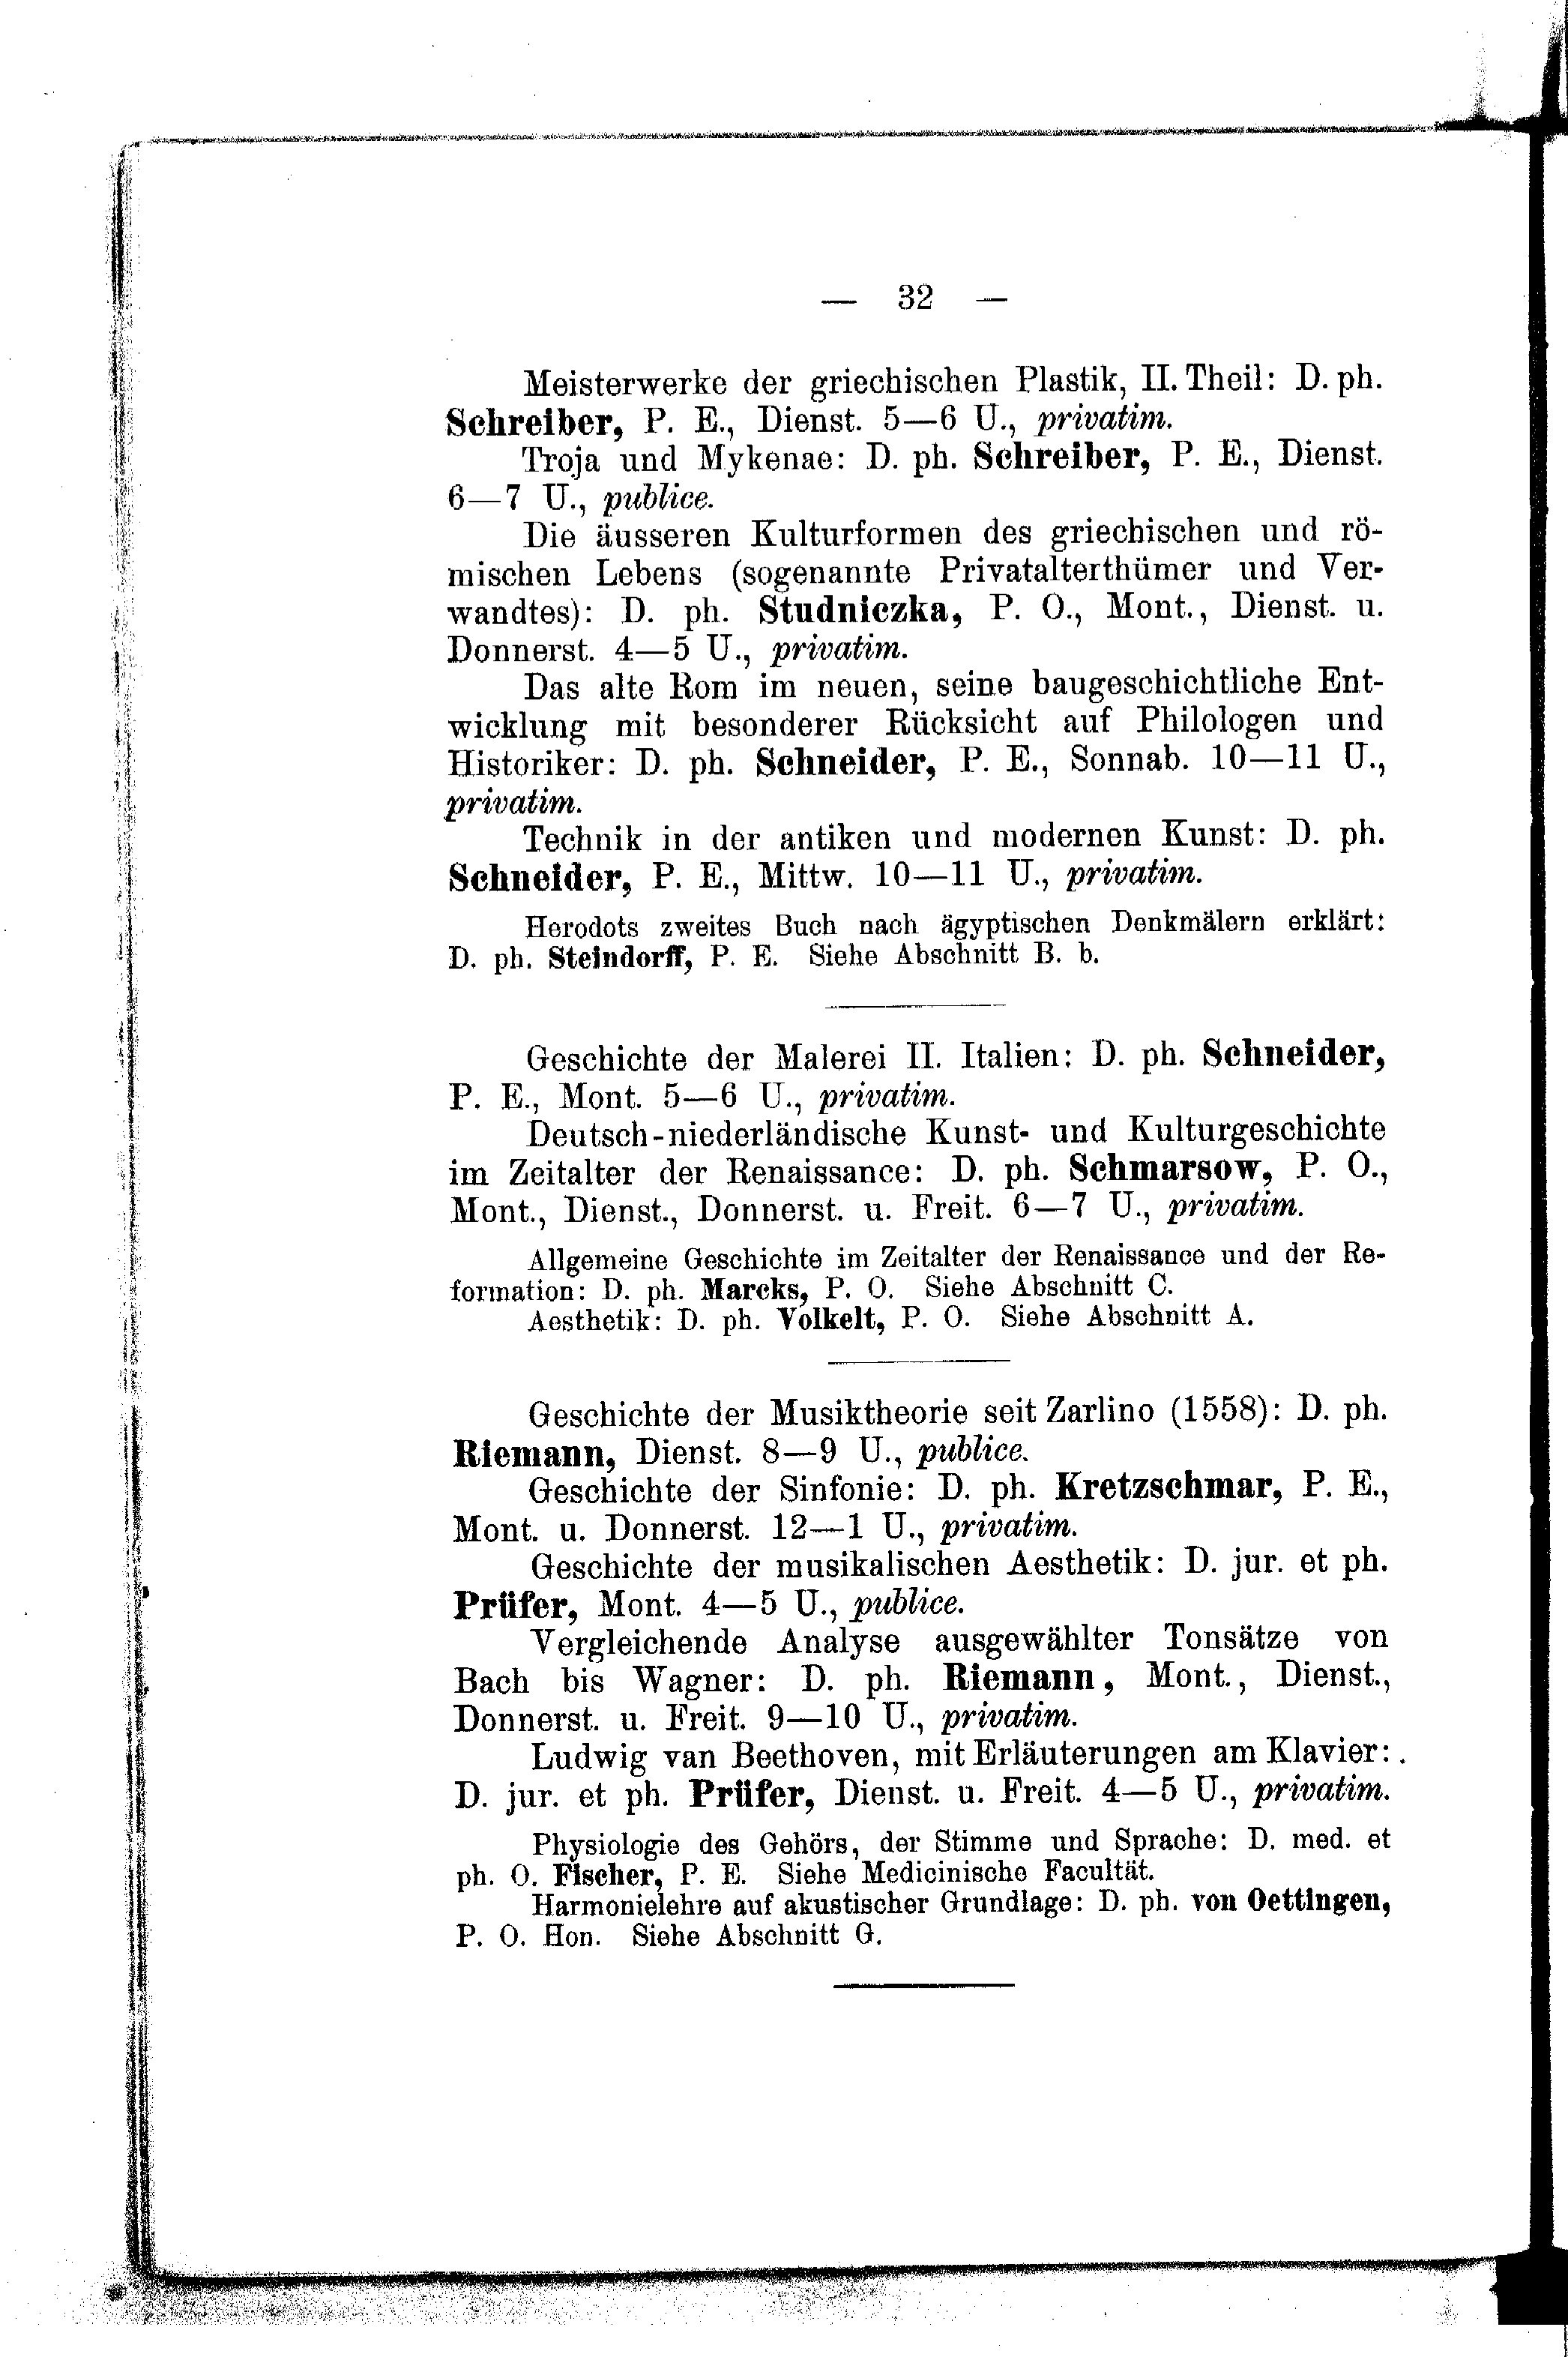 — 32 —
Meisterwerke der griechischen Plastik, II. Theil: D. ph.
Schreiber, P. E., Dienst. 5—6 U., privatim.
Troja und Mykenae: D. ph. Schreiber, P. E., Dienst.
6—7 U., publice.
Die äusseren Kulturformen des griechischen und rö-
mischen Lebens (sogenannte Privatalterthümer und Ver-
wandtes): D. ph. Studniczka, P. O., Mont., Dienst. u.
Donnerst. 4—5 U., privatim.
Das alte Rom im neuen, seine baugeschichtliche Ent-
wicklung mit besonderer Rücksicht auf Philologen und
Historiker: D. ph. Schneider, P. E., Sonnab. 10—11 U.,
privatim.
Technik in der antiken und modernen Kunst: D. ph.
Schneider, P. E., Mittw. 10—11 U., privatim.
Herodots zweites Buch nach ägyptischen Denkmälern erklärt:
D. ph. Steindorff, P. E. Siehe Abschnitt B. b.
Geschichte der Malerei II. Italien: D. ph. Schneider,
P. E., Mont. 5—6 U., privatim.
Deutsch-niederländische Kunst- und Kulturgeschichte
im Zeitalter der Renaissance: D. ph. Schmarsow, P. O.,
Mont., Dienst., Donnerst. u. Freit. 6—7 U., privatim.
Allgemeine Geschichte im Zeitalter der Renaissance und der Re-
formation: D. ph. Marcks, P. O. Siehe Abschnitt C.
Aesthetik: D. ph. Volkelt, P. O. Siehe Abschnitt A.
Geschichte der Musiktheorie seit Zarlino (1558): D. ph.
Riemann, Dienst. 8—9 U., publice.
Geschichte der Sinfonie: D. ph. Kretzschmar, P. E.,
Mont. u. Donnerst. 12—1 U., privatim.
Geschichte der musikalischen Aesthetik: D. jur. et ph.
Prüfer, Mont. 4—5 U., publice.
Vergleichende Analyse ausgewählter Tonsätze von
Bach bis Wagner: D. ph. Riemann, Mont., Dienst.,
Donnerst. u. Freit. 9—10 U., privatim.
Ludwig van Beethoven, mit Erläuterungen am Klavier:
D. jur. et ph. Prüfer, Dienst. u. Freit. 4—5 U., privatim.
Physiologie des Gehörs, der Stimme und Sprache: D. med. et
ph. O. Fischer, P. E. Siehe Medicinische Facultät.
Harmonielehre auf akustischer Grundlage: D. ph. von Oettingen,
P. O. Hon. Siehe Abschnitt G.